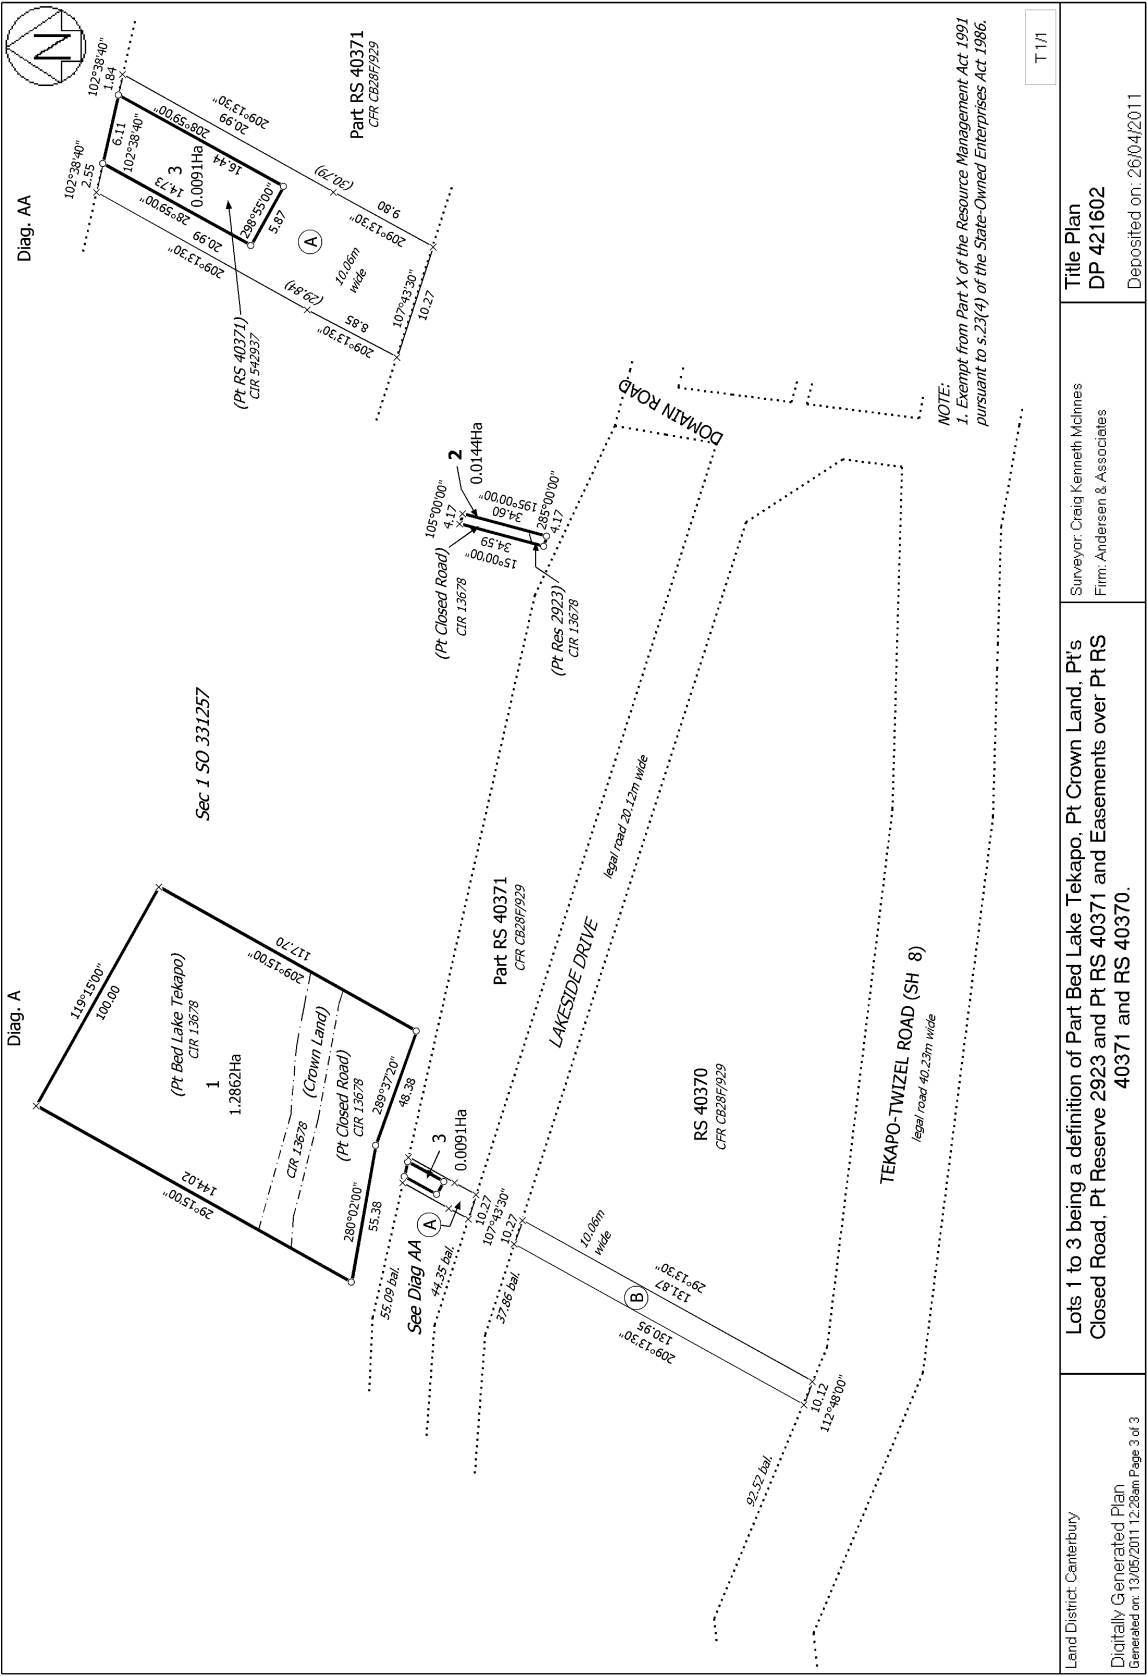 Diag. A
Diag. AA
N
119°15'00"
100.00
(Pt Bed Lake Tekapo)
CIR 13678
1
1.2862Ha
29°15'00"
144.02
209°15'00"
117.70
CIR 13678
(Crown Land)
(Pt Closed Road)
CIR 13678
280°02'00"
55.38
289°37'20"
48.38
Sec 1 SO 331257
102°38'40"
2.55
102°38'40"
1.84
6.11
102°38'40"
3
0.0091Ha
14.73
28°59'00"
20.99
209°13'30"
16.44
208°59'00"
20.99
209°13'30"
298°55'00"
5.87
A
(29.84)
(30.79)
8.85
209°13'30"
9.80
209°13'30"
10.06m
wide
107°43'30"
10.27
(Pt RS 40371)
CIR 542937
Part RS 40371
CFR CB28F/929
105°00'00"
4.17
2
0.0144Ha
34.60
195°00'00"
34.59
15°00'00"
285°00'00"
4.17
(Pt Closed Road)
CIR 13678
(Pt Res 2923)
CIR 13678
DOMAIN ROAD
3
0.0091Ha
55.09 bal.
See Diag AA
A
44.35 bal.
10.27
107°43'30"
10.27
37.86 bal.
Part RS 40371
CFR CB28F/929
LAKESIDE DRIVE
legal road 20.12m wide
10.06m
wide
29°13'30"
131.87
B
130.95
209°13'30"
RS 40370
CFR CB28F/929
10.12
112°48'00"
92.52 bal.
TEKAPO-TWIZEL ROAD (SH 8)
legal road 40.23m wide
NOTE:
1. Exempt from Part X of the Resource Management Act 1991
pursuant to s.23(4) of the State-Owned Enterprises Act 1986.
T 1/1
Land District: Canterbury
Digitally Generated Plan
Generated on: 13/05/2011 12:28am Page 3 of 3
Lots 1 to 3 being a definition of Part Bed Lake Tekapo, Pt Crown Land, Pt's
Closed Road, Pt Reserve 2923 and Pt RS 40371 and Easements over Pt RS
40371 and RS 40370.
Surveyor: Craig Kenneth McInnes
Firm: Andersen & Associates
Title Plan
DP 421602
Deposited on: 26/04/2011